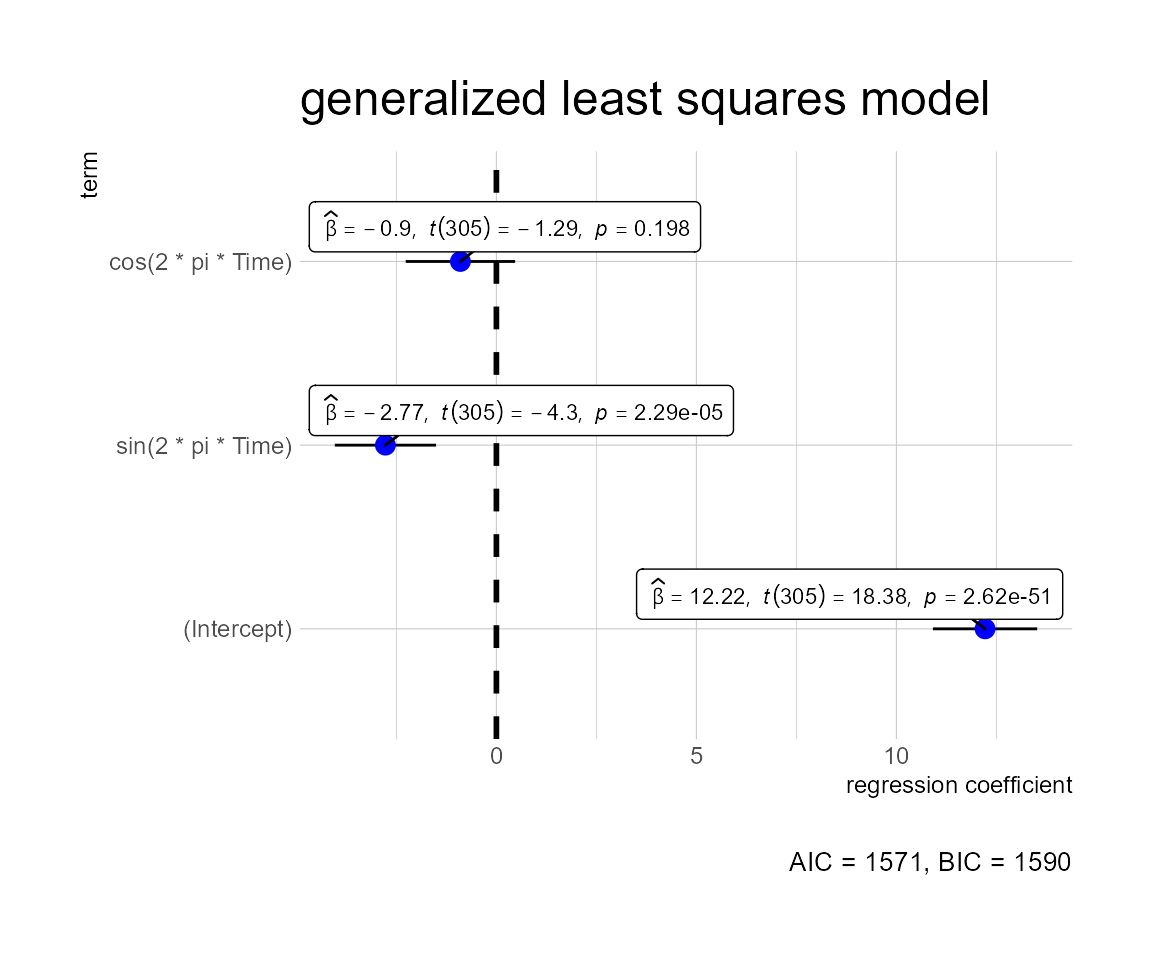 generalized least squares model
term
β̂ = − 0.9, t(305) = − 1.29, p = 0.198
cos(2 * pi * Time)
β̂ = − 2.77, t(305) = − 4.3, p = 2.29e-05
sin(2 * pi * Time)
β̂ = 12.22, t(305) = 18.38, p = 2.62e-51
(Intercept)
0 5 10
regression coefficient
AIC = 1571, BIC = 1590